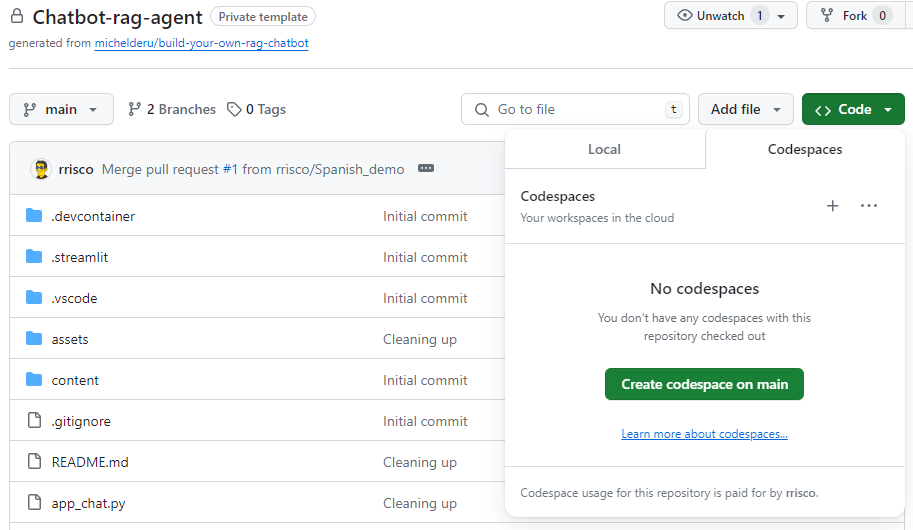 Chatbot-rag-agent Private template Unwatch 1 Fork 0
generated from michelderu/build-your-own-rag-chatbot
main 2 Branches 0 Tags Go to file t Add file Code
rrisco Merge pull request #1 from rrisco/Spanish_demo
.devcontainer Initial commit
.streamlit Initial commit
.vscode Initial commit
assets Cleaning up
content Initial commit
.gitignore Initial commit
README.md Cleaning up
app_chat.py Cleaning up
Local Codespaces
Codespaces
Your workspaces in the cloud
No codespaces
You don't have any codespaces with this
repository checked out
Create codespace on main
Learn more about codespaces...
Codespace usage for this repository is paid for by rrisco.